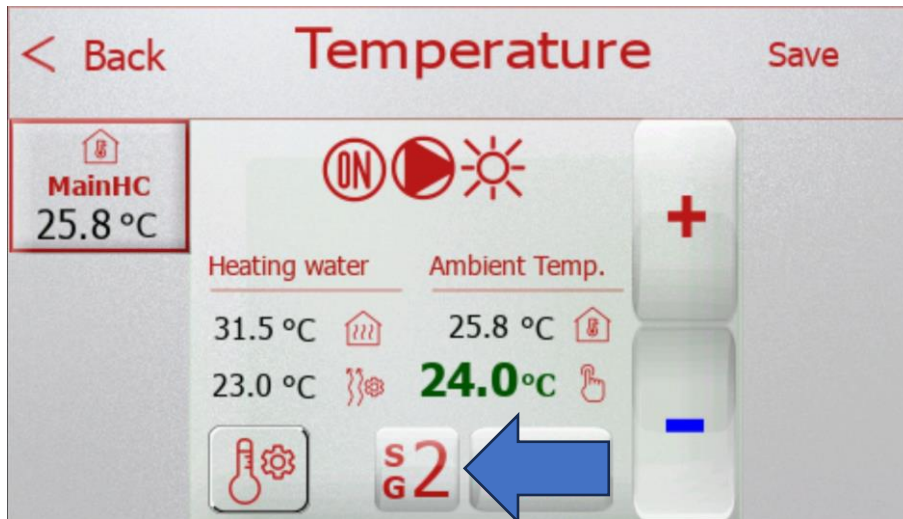 < Back
Temperature
Save
MainHC
25.8 °C
ON
Heating water
Ambient Temp.
31.5 °C
25.8 °C
23.0 °C
24.0°C
+
-
SG2